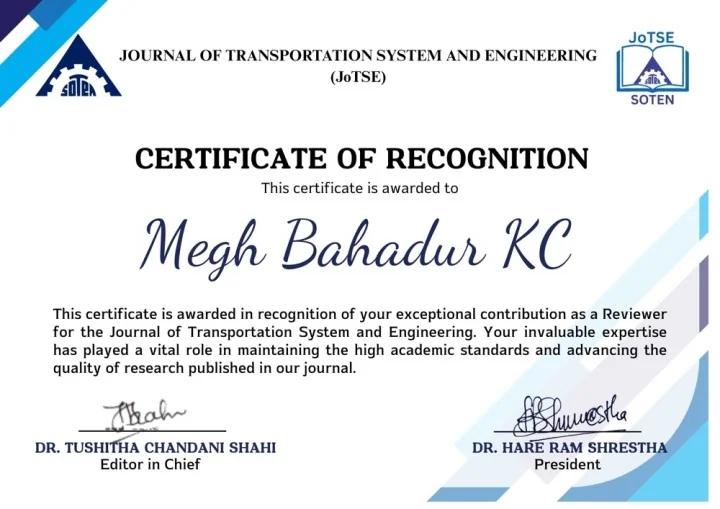 JOURNAL OF TRANSPORTATION SYSTEM AND ENGINEERING
(JoTSE)
SOTEN
JoTSE
SOTEN
CERTIFICATE OF RECOGNITION
This certificate is awarded to
Megh Bahadur KC
This certificate is awarded in recognition of your exceptional contribution as a Reviewer
for the Journal of Transportation System and Engineering. Your invaluable expertise
has played a vital role in maintaining the high academic standards and advancing the
quality of research published in our journal.
DR. TUSHITHA CHANDANI SHAHI
Editor in Chief
DR. HARE RAM SHRESTHA
President